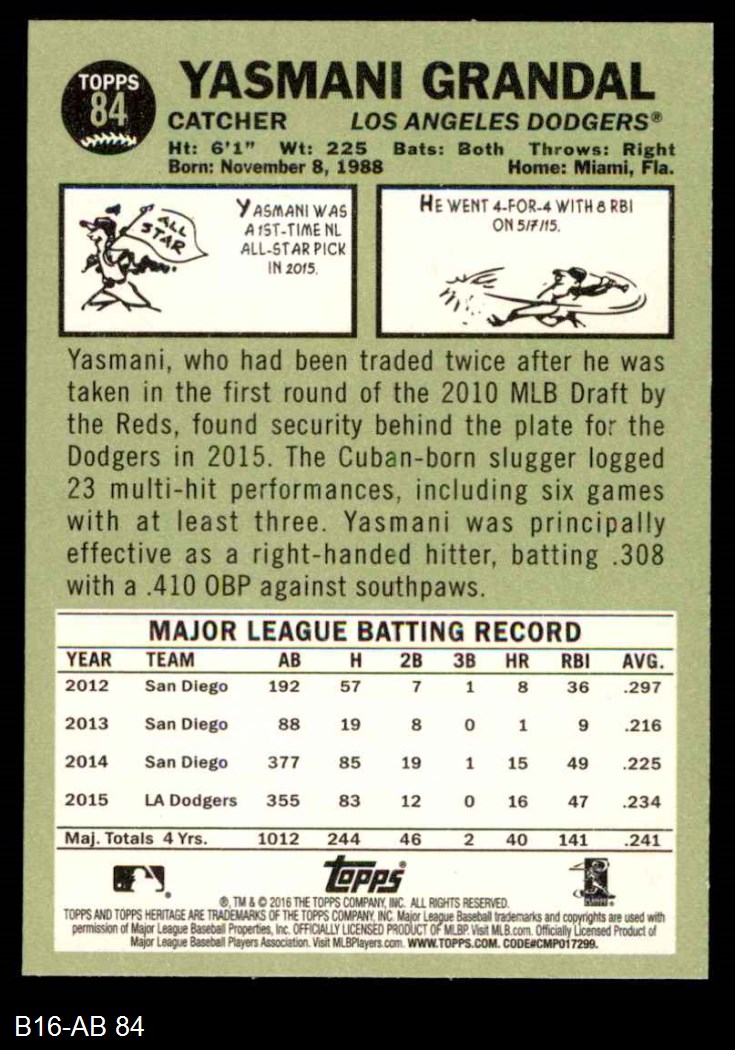 TOPPS
84
YASMANI GRANDAL
CATCHER LOS ANGELES DODGERS®
Ht: 6'1" Wt: 225 Bats: Both Throws: Right
Born: November 8, 1988 Home: Miami, Fla.
ALL
STAR
YASMANI WAS
A 1ST-TIME NL
ALL-STAR PICK
IN 2015.
HE WENT 4-FOR-4 WITH 8 RBI
ON 5/7/15.
Yasmani, who had been traded twice after he was
taken in the first round of the 2010 MLB Draft by
the Reds, found security behind the plate for the
Dodgers in 2015. The Cuban-born slugger logged
23 multi-hit performances, including six games
with at least three. Yasmani was principally
effective as a right-handed hitter, batting .308
with a .410 OBP against southpaws.
MAJOR LEAGUE BATTING RECORD
YEAR TEAM AB H 2B 3B HR RBI AVG.
2012 San Diego 192 57 7 1 8 36 .297
2013 San Diego 88 19 8 0 1 9 .216
2014 San Diego 377 85 19 1 15 49 .225
2015 LA Dodgers 355 83 12 0 16 47 .234
Maj. Totals 4 Yrs. 1012 244 46 2 40 141 .241
Topps®
®, TM & © 2016 THE TOPPS COMPANY, INC. ALL RIGHTS RESERVED.
TOPPS AND TOPPS HERITAGE ARE TRADEMARKS OF THE TOPPS COMPANY, INC. Major League Baseball trademarks and copyrights are used with
permission of Major League Baseball Properties, Inc. OFFICIALLY LICENSED PRODUCT OF MLBP. Visit MLB.com. Officially Licensed Product of
Major League Baseball Players Association. Visit MLBPlayers.com. WWW.TOPPS.COM. CODE#CMP017299.
B16-AB 84